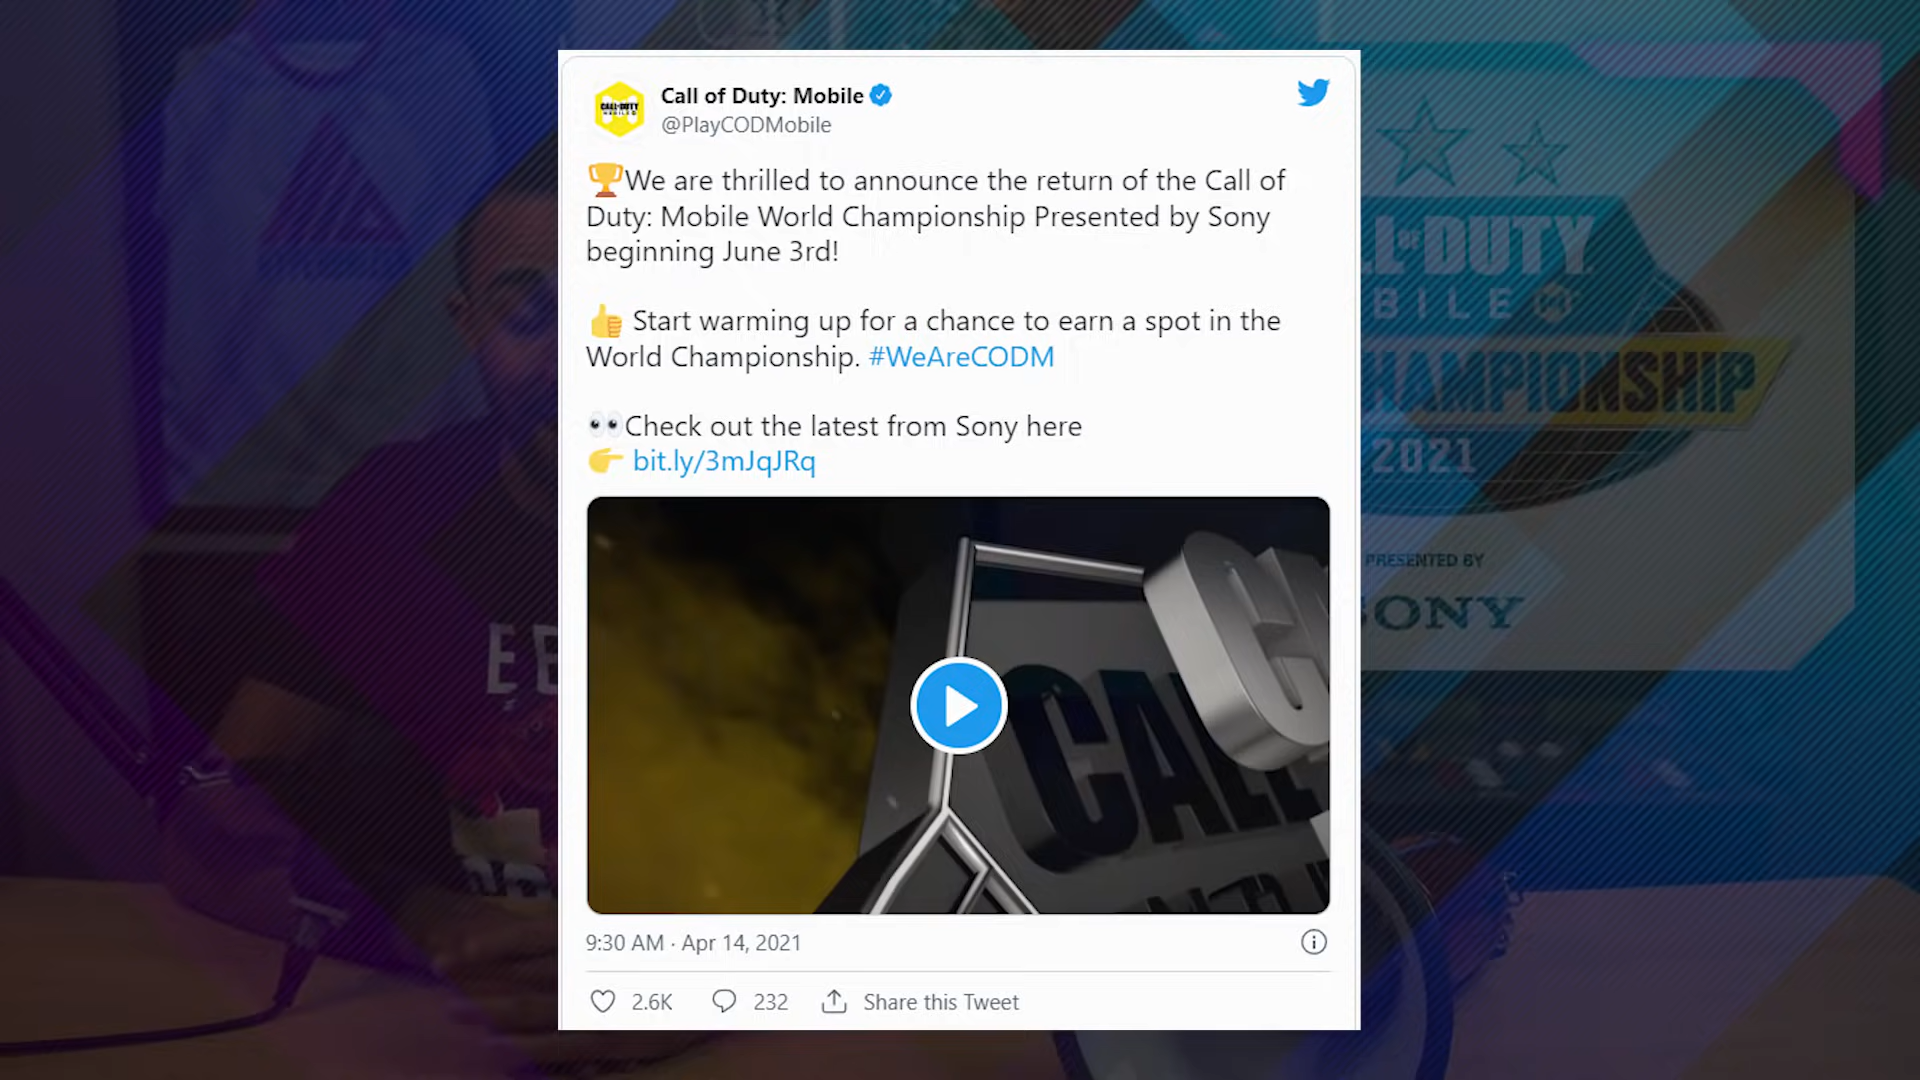 Call of Duty: Mobile
@PlayCODMobile
🏆We are thrilled to announce the return of the Call of
Duty: Mobile World Championship Presented by Sony
beginning June 3rd!
👍 Start warming up for a chance to earn a spot in the
World Championship. #WeAreCODM
👀Check out the latest from Sony here
👉 bit.ly/3mJqJRq
CALL
9:30 AM · Apr 14, 2021
2.6K 232 Share this Tweet
DUTY
HAMPIONSHIP
2021
PRESENTED BY
SONY